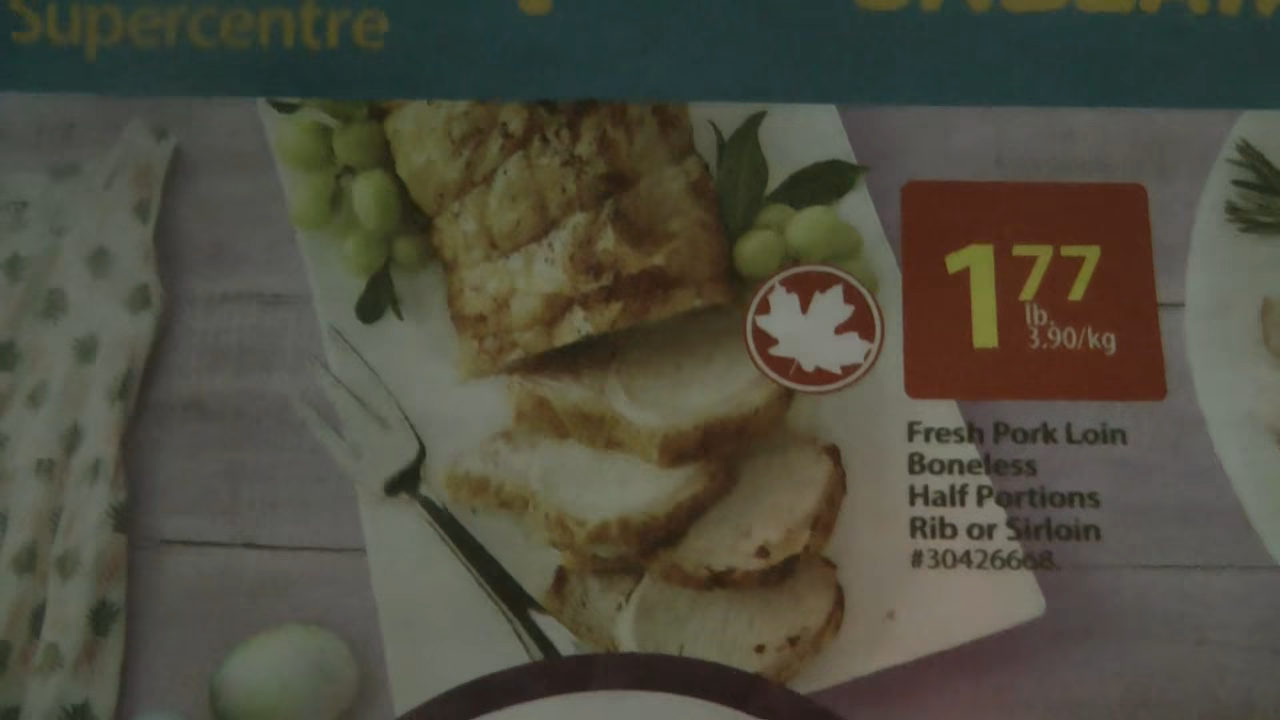 Supercentre
1 77
lb.
3.90/kg
Fresh Pork Loin
Boneless
Half Portions
Rib or Sirloin
#30426668.